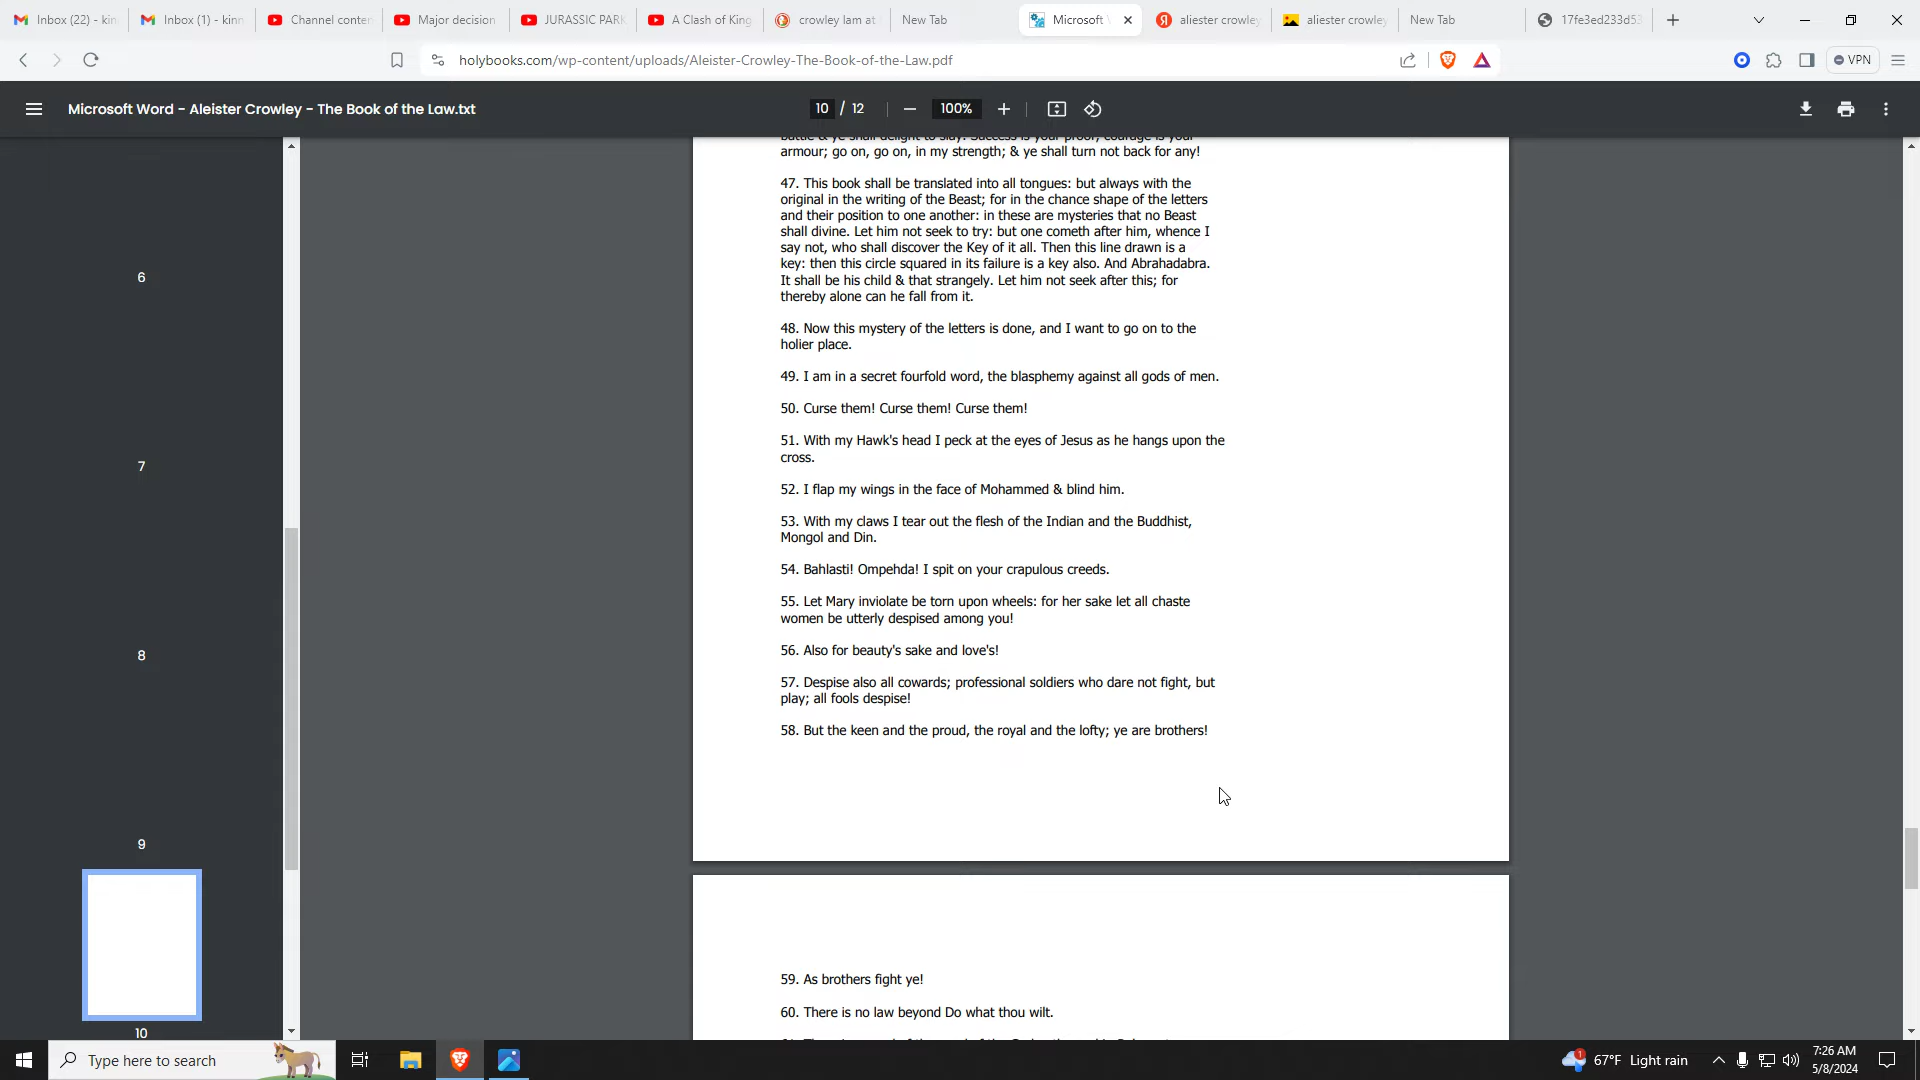 Inbox (22) - kin
Inbox (1) - kinn
Channel conten
Major decision
JURASSIC PARK
A Clash of King
crowley lam at
New Tab
Microsoft
aliester crowley
aliester crowley
New Tab
17fe3ed233d53
holybooks.com/wp-content/uploads/Aleister-Crowley-The-Book-of-the-Law.pdf
VPN
Microsoft Word - Aleister Crowley - The Book of the Law.txt
10 / 12
100%
battle & ye shall delight to slay. Success is your proof; courage is your
armour; go on, go on, in my strength; & ye shall turn not back for any!
47. This book shall be translated into all tongues: but always with the
original in the writing of the Beast; for in the chance shape of the letters
and their position to one another: in these are mysteries that no Beast
shall divine. Let him not seek to try: but one cometh after him, whence I
say not, who shall discover the Key of it all. Then this line drawn is a
key: then this circle squared in its failure is a key also. And Abrahadabra.
It shall be his child & that strangely. Let him not seek after this; for
thereby alone can he fall from it.
48. Now this mystery of the letters is done, and I want to go on to the
holier place.
49. I am in a secret fourfold word, the blasphemy against all gods of men.
50. Curse them! Curse them! Curse them!
51. With my Hawk's head I peck at the eyes of Jesus as he hangs upon the
cross.
52. I flap my wings in the face of Mohammed & blind him.
53. With my claws I tear out the flesh of the Indian and the Buddhist,
Mongol and Din.
54. Bahlasti! Ompehda! I spit on your crapulous creeds.
55. Let Mary inviolate be torn upon wheels: for her sake let all chaste
women be utterly despised among you!
56. Also for beauty's sake and love's!
57. Despise also all cowards; professional soldiers who dare not fight, but
play; all fools despise!
58. But the keen and the proud, the royal and the lofty; ye are brothers!
59. As brothers fight ye!
60. There is no law beyond Do what thou wilt.
6
7
8
9
10
Type here to search
1
67°F Light rain
7:26 AM
5/8/2024